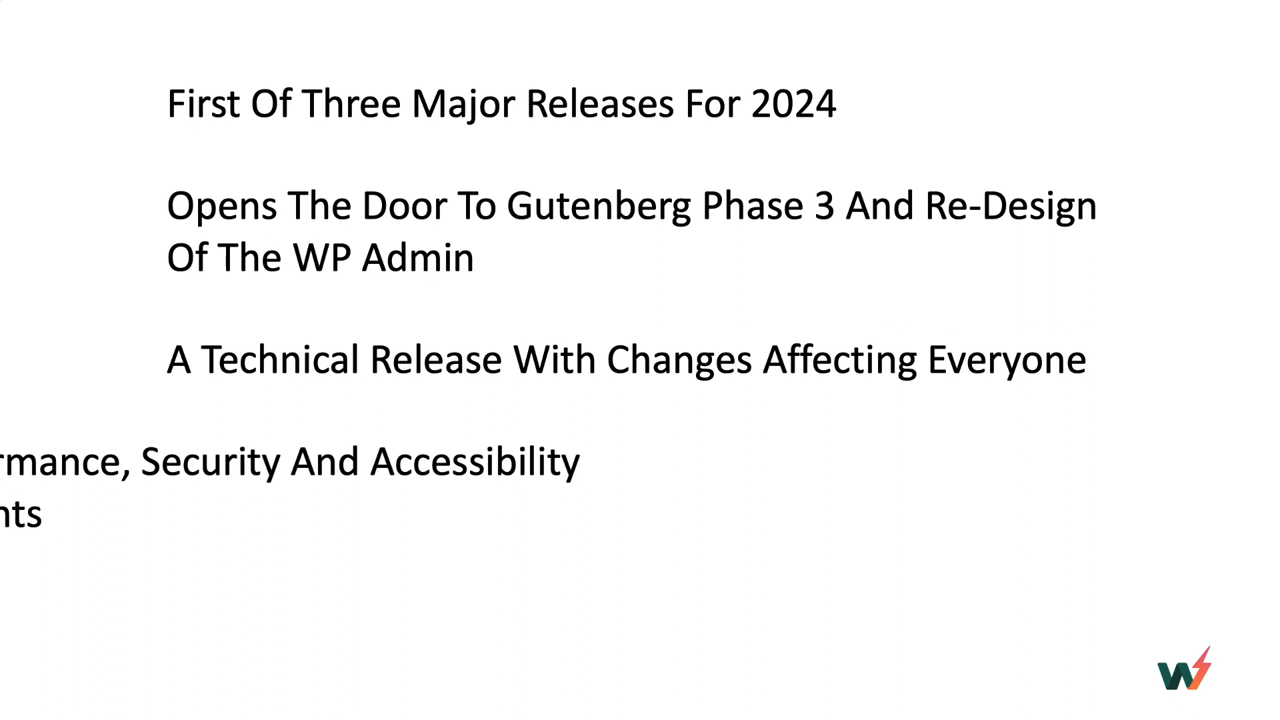 First Of Three Major Releases For 2024
Opens The Door To Gutenberg Phase 3 And Re-Design
Of The WP Admin
A Technical Release With Changes Affecting Everyone
rmance, Security And Accessibility
nts